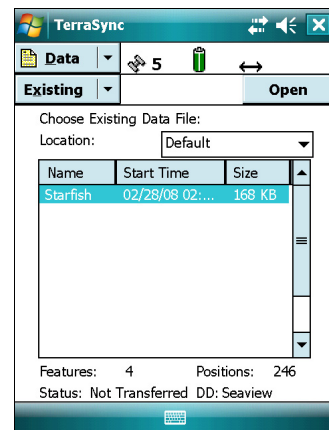 TerraSync
Data 5
Existing Open
Choose Existing Data File:
Location: Default
Name Start Time Size
Starfish 02/28/08 02:... 168 KB
Features: 4 Positions: 246
Status: Not Transferred DD: Seaview